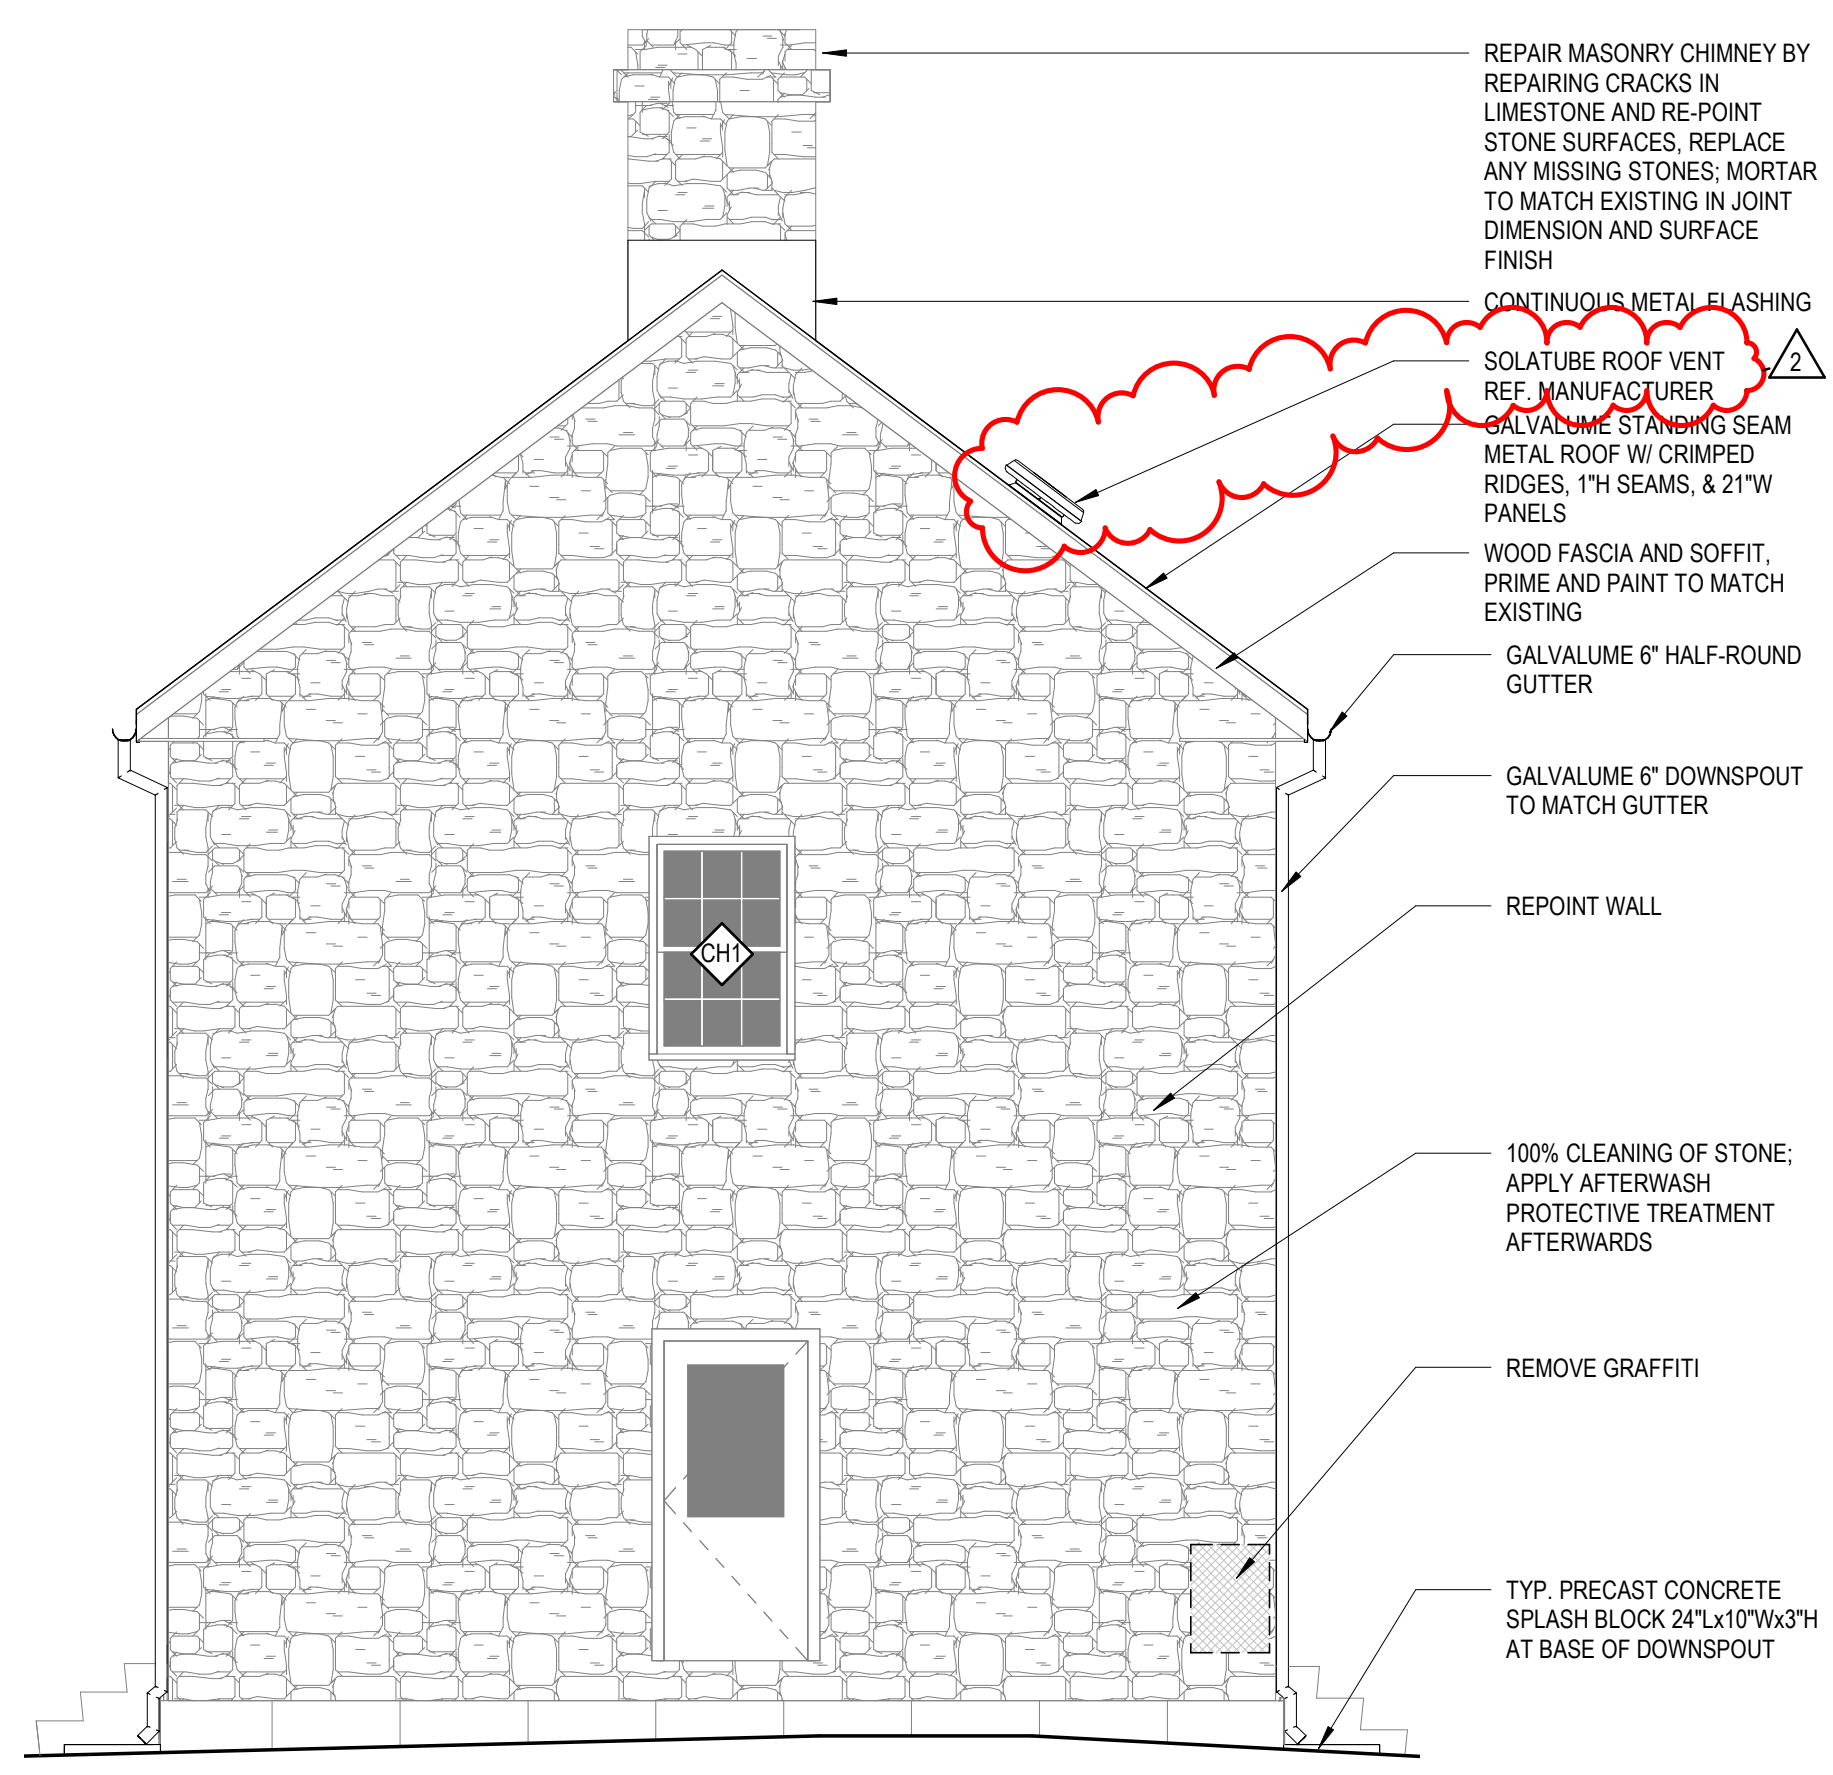 REPAIR MASONRY CHIMNEY BY
REPAIRING CRACKS IN
LIMESTONE AND RE-POINT
STONE SURFACES, REPLACE
ANY MISSING STONES; MORTAR
TO MATCH EXISTING IN JOINT
DIMENSION AND SURFACE
FINISH
CONTINUOUS METAL FLASHING
SOLATUBE ROOF VENT
REF. MANUFACTURER
2
GALVALUME STANDING SEAM
METAL ROOF W/ CRIMPED
RIDGES, 1"H SEAMS, & 21"W
PANELS
WOOD FASCIA AND SOFFIT,
PRIME AND PAINT TO MATCH
EXISTING
GALVALUME 6" HALF-ROUND
GUTTER
GALVALUME 6" DOWNSPOUT
TO MATCH GUTTER
REPOINT WALL
CH1
100% CLEANING OF STONE;
APPLY AFTERWASH
PROTECTIVE TREATMENT
AFTERWARDS
REMOVE GRAFFITI
TYP. PRECAST CONCRETE
SPLASH BLOCK 24"Lx10"Wx3"H
AT BASE OF DOWNSPOUT